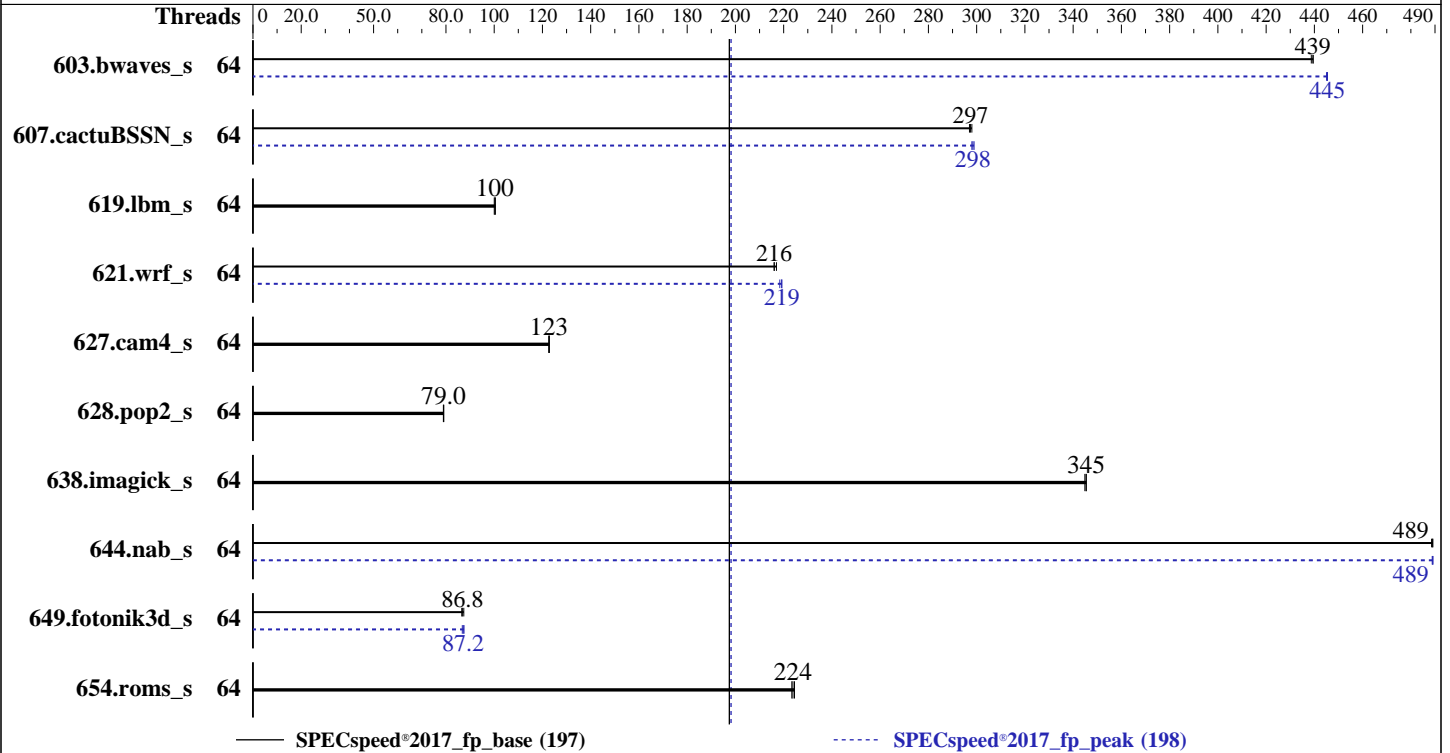 Threads 0 20.0 50.0 80.0 100 120 140 160 180 200 220 240 260 280 300 320 340 360 380 400 420 440 460 490
603.bwaves_s 64 439
445
607.cactuBSSN_s 64 297
298
619.lbm_s 64 100
621.wrf_s 64 216
219
627.cam4_s 64 123
628.pop2_s 64 79.0
638.imagick_s 64 345
644.nab_s 64 489
489
649.fotonik3d_s 64 86.8
87.2
654.roms_s 64 224
SPECspeed®2017_fp_base (197) SPECspeed®2017_fp_peak (198)